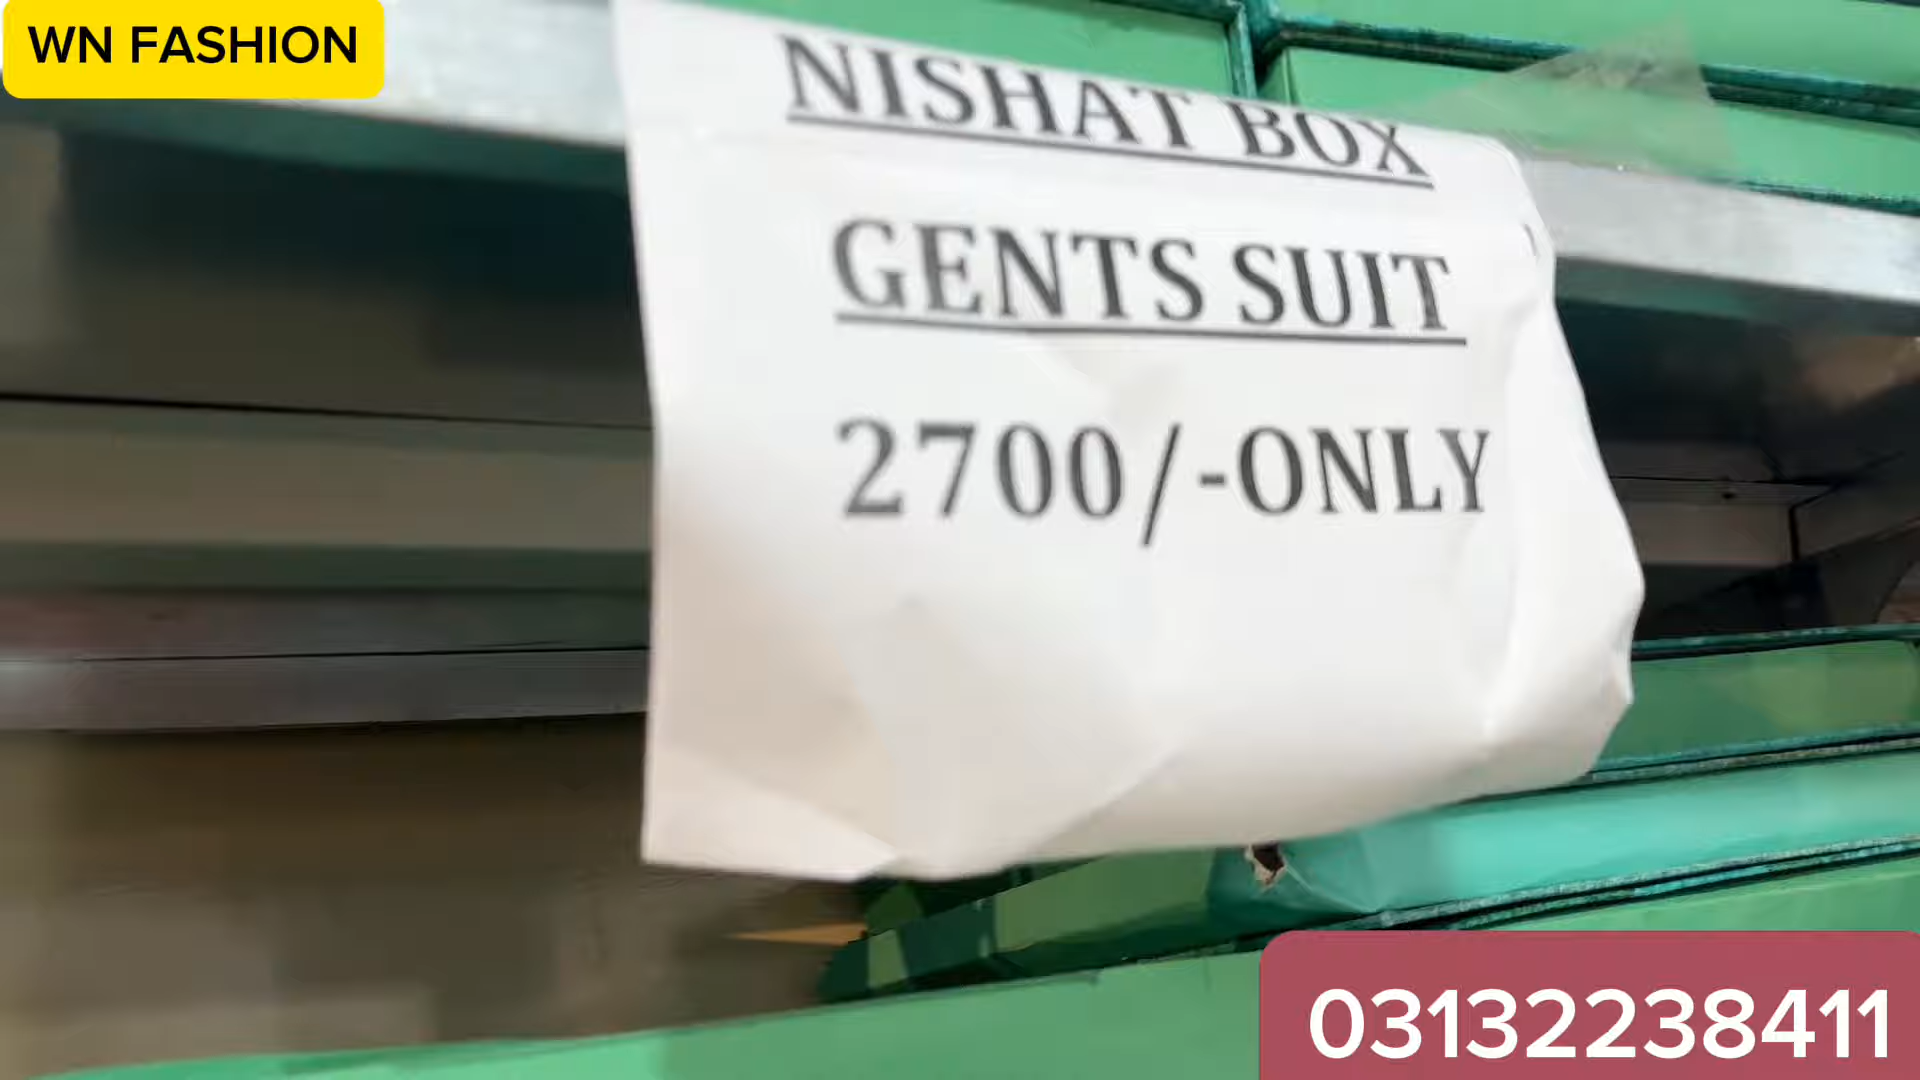 WN FASHION
NISHAT BOX
GENTS SUIT
2700/-ONLY
03132238411